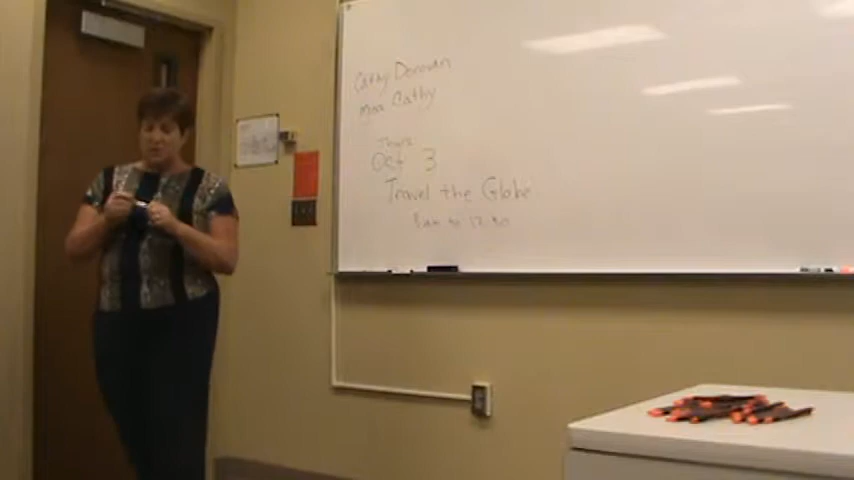 Cathy Donovan
Miss Cathy
Thurs
Oct 3
Travel the Globe